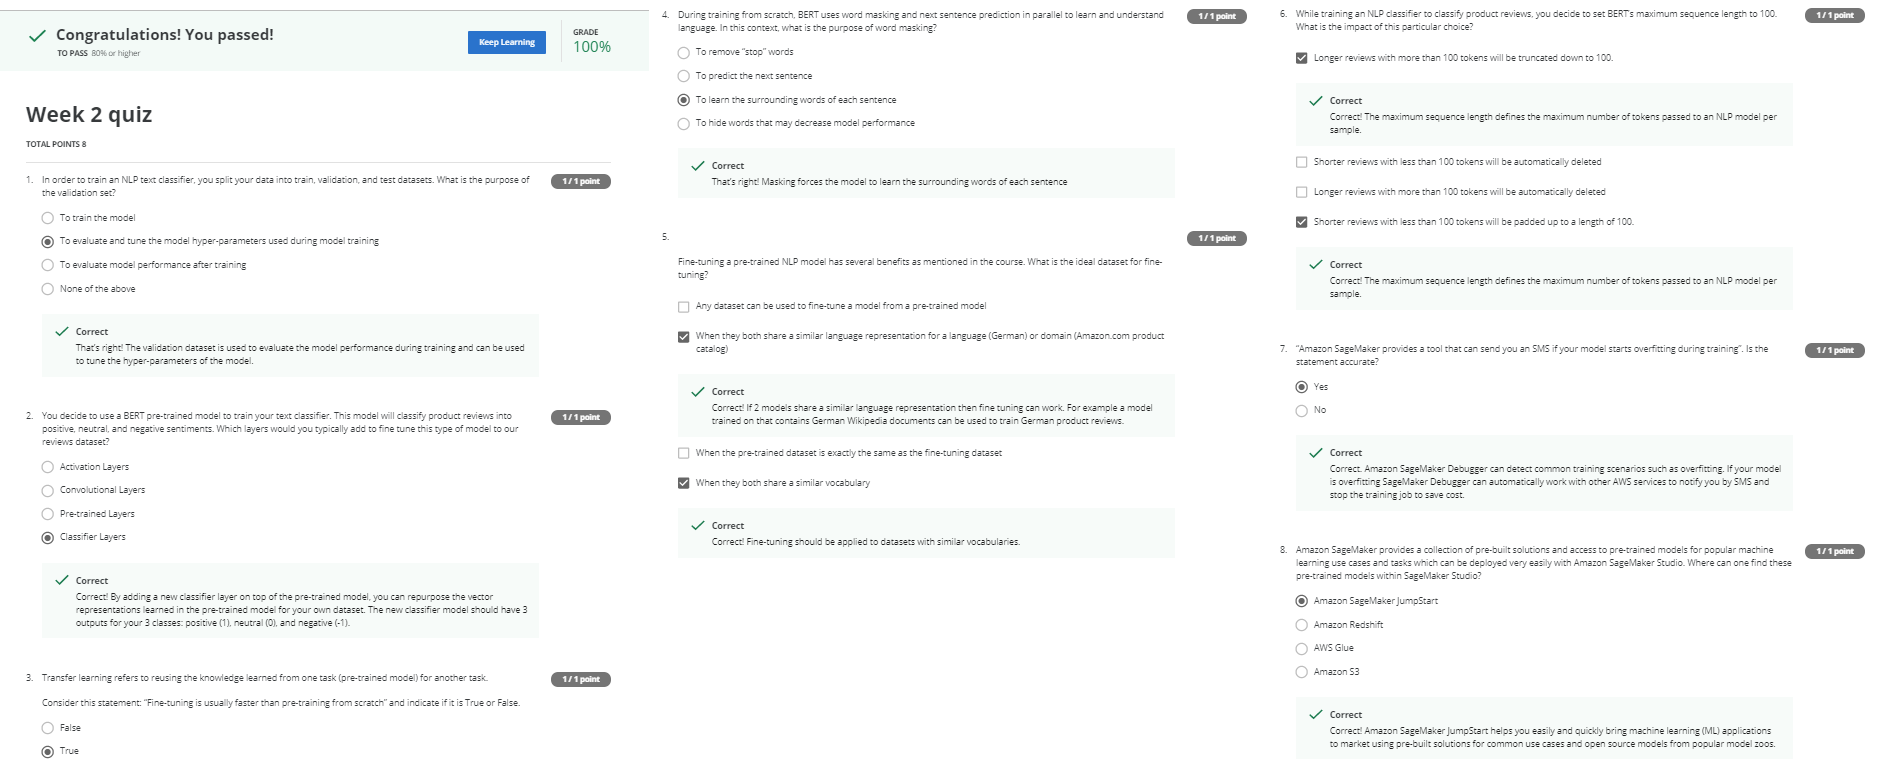 Congratulations! You passed!
TO PASS 80% or higher
Keep Learning
GRADE
100%
Week 2 quiz
TOTAL POINTS 8
1. In order to train an NLP text classifier, you split your data into train, validation, and test datasets. What is the purpose of
the validation set?
1 / 1 point
To train the model
To evaluate and tune the model hyper-parameters used during model training
To evaluate model performance after training
None of the above
Correct
That's right! The validation dataset is used to evaluate the model performance during training and can be used
to tune the hyper-parameters of the model.
2. You decide to use a BERT pre-trained model to train your text classifier. This model will classify product reviews into
positive, neutral, and negative sentiments. Which layers would you typically add to fine tune this type of model to our
reviews dataset?
1 / 1 point
Activation Layers
Convolutional Layers
Pre-trained Layers
Classifier Layers
Correct
Correct! By adding a new classifier layer on top of the pre-trained model, you can repurpose the vector
representations learned in the pre-trained model for your own dataset. The new classifier model should have 3
outputs for your 3 classes: positive (1), neutral (0), and negative (-1).
3. Transfer learning refers to reusing the knowledge learned from one task (pre-trained model) for another task.
1 / 1 point
Consider this statement: "Fine-tuning is usually faster than pre-training from scratch" and indicate if it is True or False.
False
True
4. During training from scratch, BERT uses word masking and next sentence prediction in parallel to learn and understand
language. In this context, what is the purpose of word masking?
1 / 1 point
To remove "stop" words
To predict the next sentence
To learn the surrounding words of each sentence
To hide words that may decrease model performance
Correct
That's right! Masking forces the model to learn the surrounding words of each sentence
5.
1 / 1 point
Fine-tuning a pre-trained NLP model has several benefits as mentioned in the course. What is the ideal dataset for fine-
tuning?
Any dataset can be used to fine-tune a model from a pre-trained model
When they both share a similar language representation for a language (German) or domain (Amazon.com product
catalog)
Correct
Correct! If 2 models share a similar language representation then fine tuning can work. For example a model
trained on that contains German Wikipedia documents can be used to train German product reviews.
When the pre-trained dataset is exactly the same as the fine-tuning dataset
When they both share a similar vocabulary
Correct
Correct! Fine-tuning should be applied to datasets with similar vocabularies.
6. While training an NLP classifier to classify product reviews, you decide to set BERT's maximum sequence length to 100.
What is the impact of this particular choice?
1 / 1 point
Longer reviews with more than 100 tokens will be truncated down to 100.
Correct
Correct! The maximum sequence length defines the maximum number of tokens passed to an NLP model per
sample.
Shorter reviews with less than 100 tokens will be automatically deleted
Longer reviews with more than 100 tokens will be automatically deleted
Shorter reviews with less than 100 tokens will be padded up to a length of 100.
Correct
Correct! The maximum sequence length defines the maximum number of tokens passed to an NLP model per
sample.
7. "Amazon SageMaker provides a tool that can send you an SMS if your model starts overfitting during training". Is the
statement accurate?
1 / 1 point
Yes
No
Correct
Correct. Amazon SageMaker Debugger can detect common training scenarios such as overfitting. If your model
is overfitting SageMaker Debugger can automatically work with other AWS services to notify you by SMS and
stop the training job to save cost.
8. Amazon SageMaker provides a collection of pre-built solutions and access to pre-trained models for popular machine
learning use cases and tasks which can be deployed very easily with Amazon SageMaker Studio. Where can one find these
pre-trained models within SageMaker Studio?
1 / 1 point
Amazon SageMaker JumpStart
Amazon Redshift
AWS Glue
Amazon S3
Correct
Correct! Amazon SageMaker JumpStart helps you easily and quickly bring machine learning (ML) applications
to market using pre-built solutions for common use cases and open source models from popular model zoos.